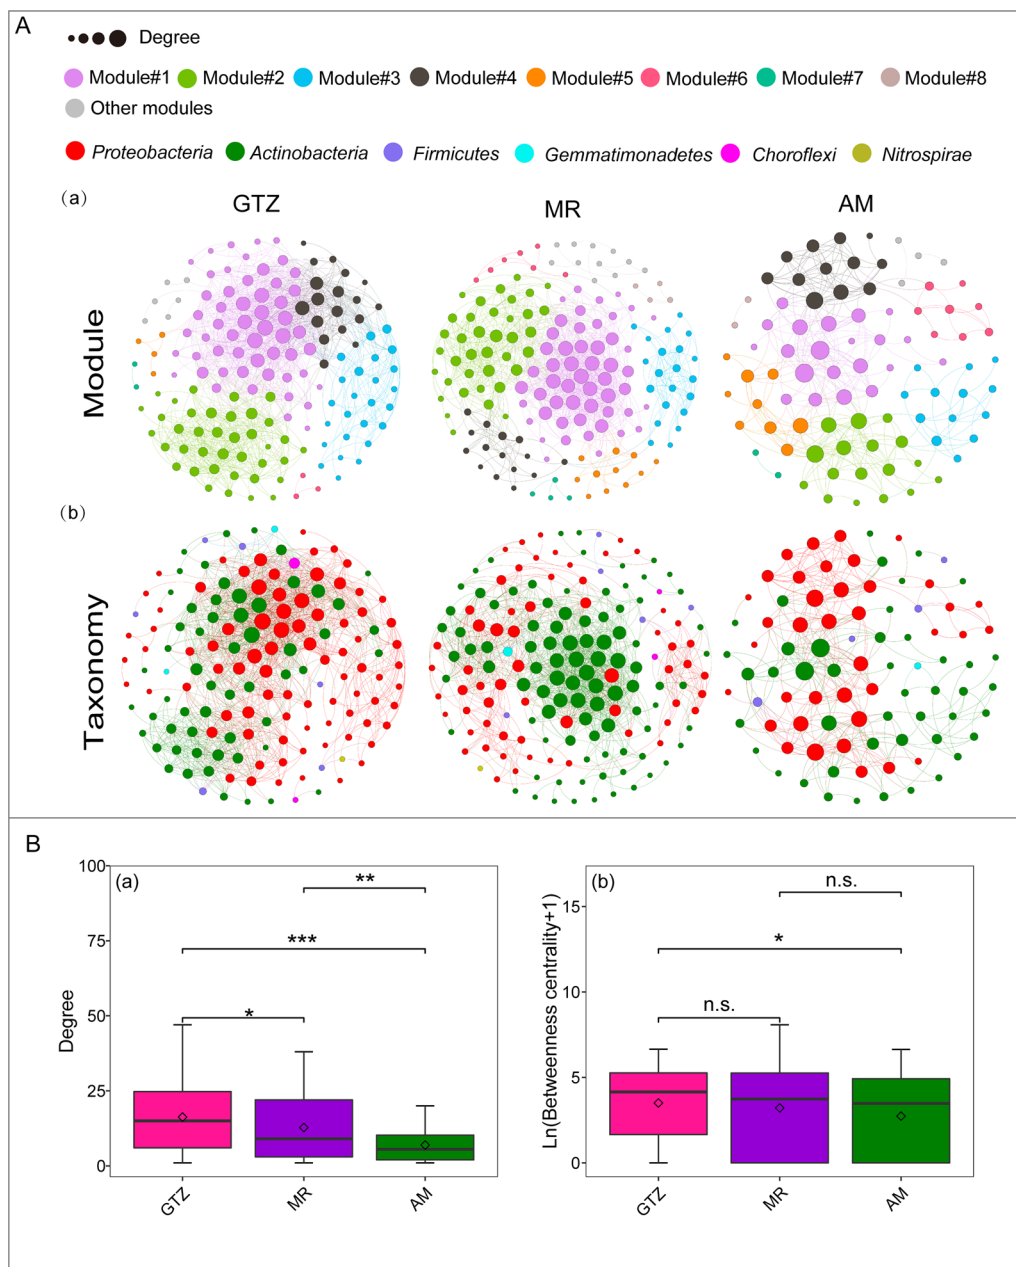 A
Degree
Module#1 Module#2 Module#3 Module#4 Module#5 Module#6 Module#7 Module#8
Other modules
Proteobacteria Actinobacteria Firmicutes Gemmatimonadetes Choroflexi Nitrospirae
(a)
GTZ MR AM
Module
(b)
Taxonomy
B
(a)
Degree
100
75
50
25
0
**
***
*
GTZ MR AM
(b)
Ln(Betweenness centrality+1)
15
10
5
0
n.s.
*
n.s.
GTZ MR AM